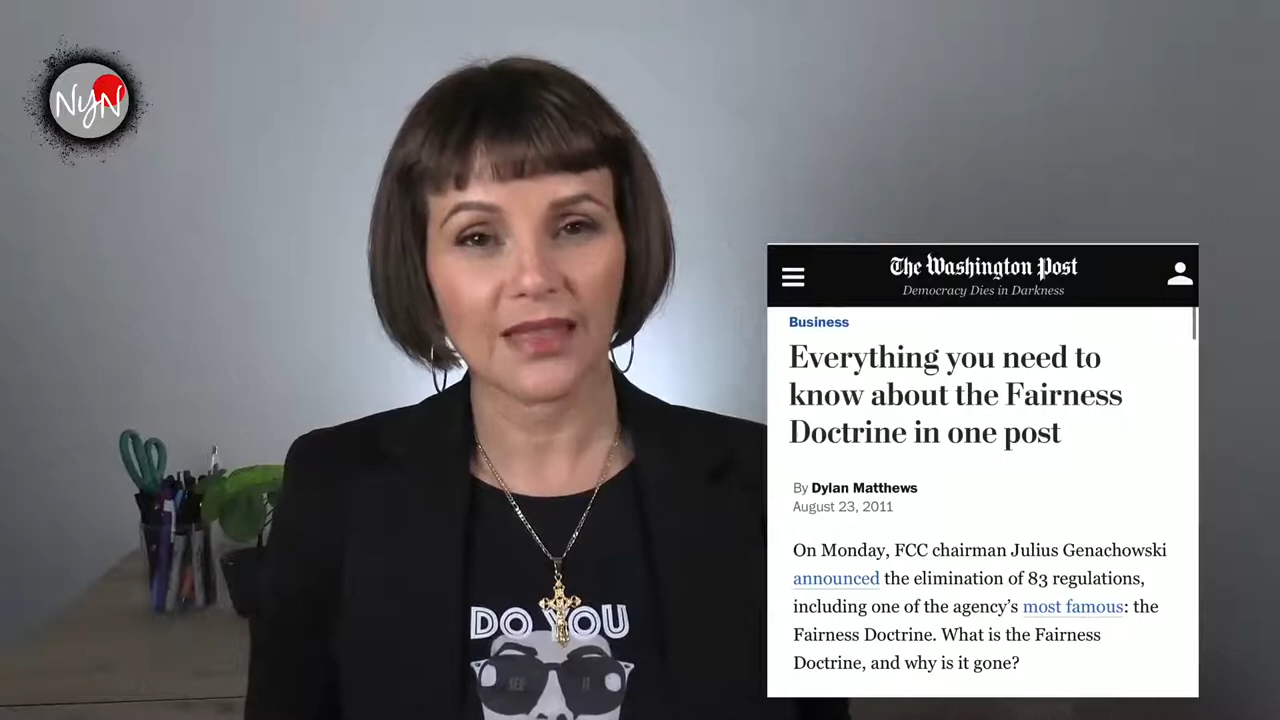 NyN
The Washington Post
Democracy Dies in Darkness
Business
Everything you need to
know about the Fairness
Doctrine in one post
By Dylan Matthews
August 23, 2011
On Monday, FCC chairman Julius Genachowski
announced the elimination of 83 regulations,
including one of the agency's most famous: the
Fairness Doctrine. What is the Fairness
Doctrine, and why is it gone?
DO YOU
SEE IT